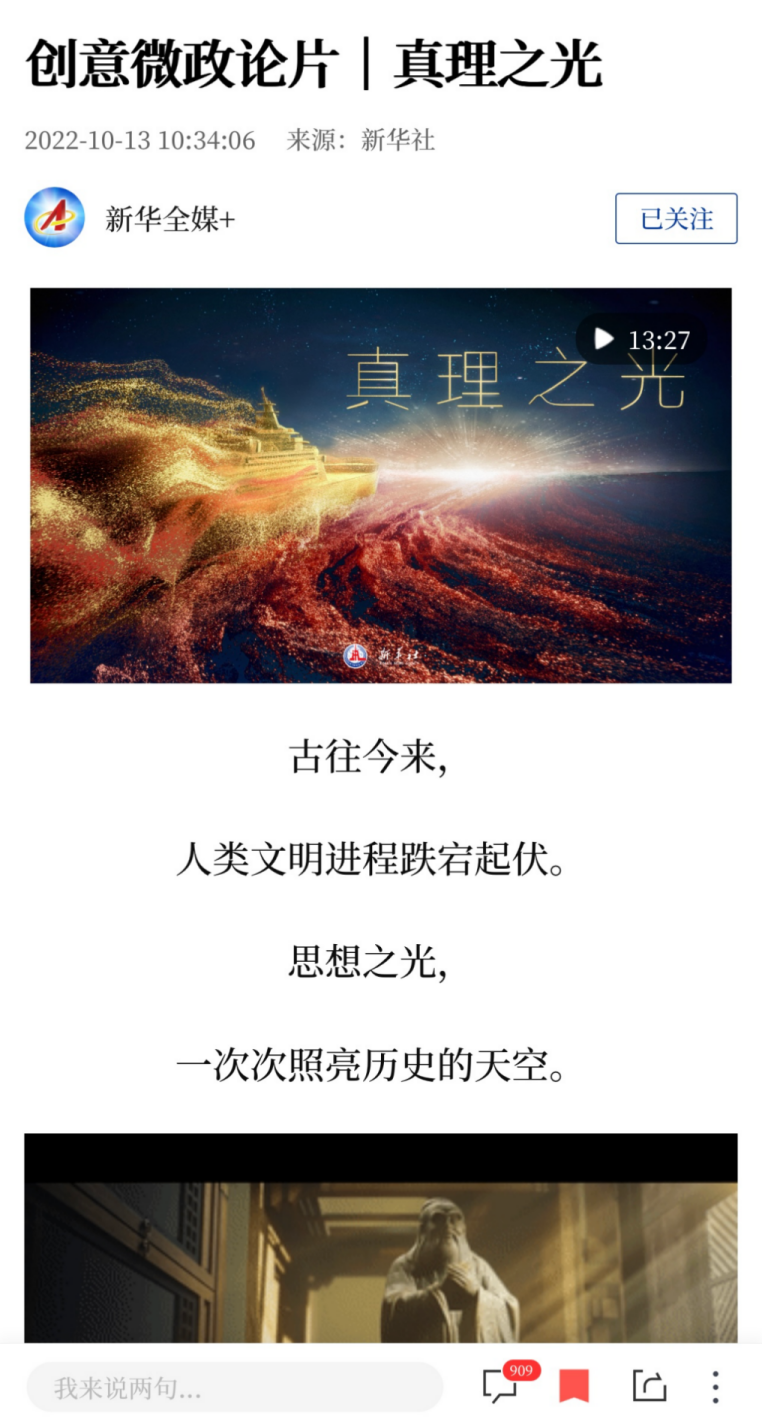 创意微政论片｜真理之光
2022-10-13 10:34:06 来源：新华社
新华全媒+
已关注
13:27
真理之光
新华社
古往今来，
人类文明进程跌宕起伏。
思想之光，
一次次照亮历史的天空。
我来说两句...
909